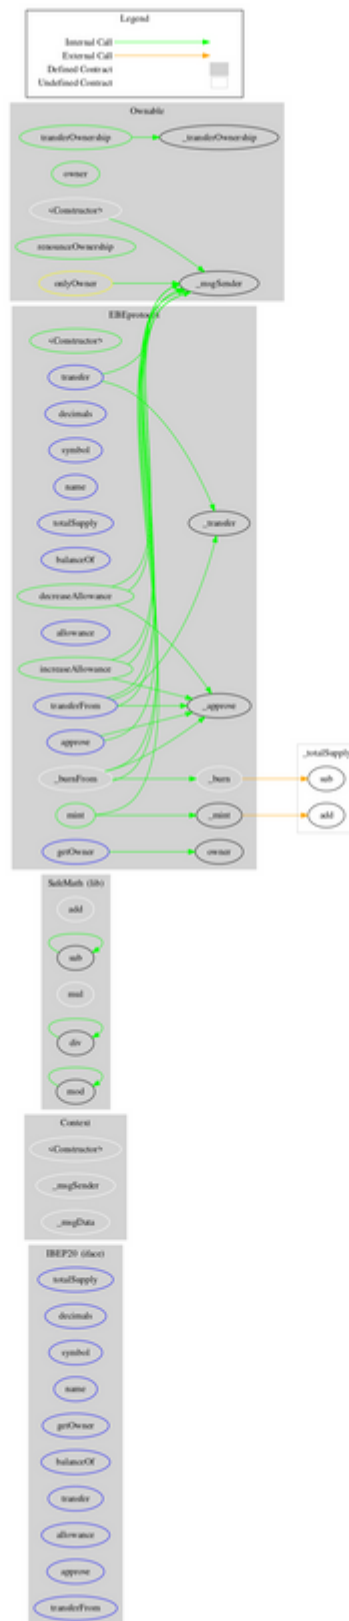 Legend
Internal Call
External Call
Defined Contract
Undefined Contract
Ownable
transferOwnership
_transferOwnership
owner
<Constructor>
renounceOwnership
onlyOwner
_msgSender
EBEprotocol
<Constructor>
transfer
decimals
symbol
name
totalSupply
_transfer
balanceOf
decreaseAllowance
allowance
increaseAllowance
transferFrom
_approve
approve
_totalSupply
_burnFrom
_burn
sub
mint
_mint
add
getOwner
owner
SafeMath (lib)
add
sub
mul
div
mod
Context
<Constructor>
_msgSender
_msgData
IBEP20 (iface)
totalSupply
decimals
symbol
name
getOwner
balanceOf
transfer
allowance
approve
transferFrom